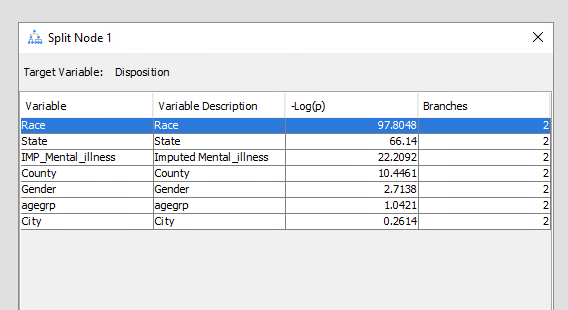 Split Node 1
Target Variable: Disposition
Variable Variable Description -Log(p) Branches
Race Race 97.8048 2
State State 66.14 2
IMP_Mental_illness Imputed Mental_illness 22.2092 2
County County 10.4461 2
Gender Gender 2.7138 2
agegrp agegrp 1.0421 2
City City 0.2614 2